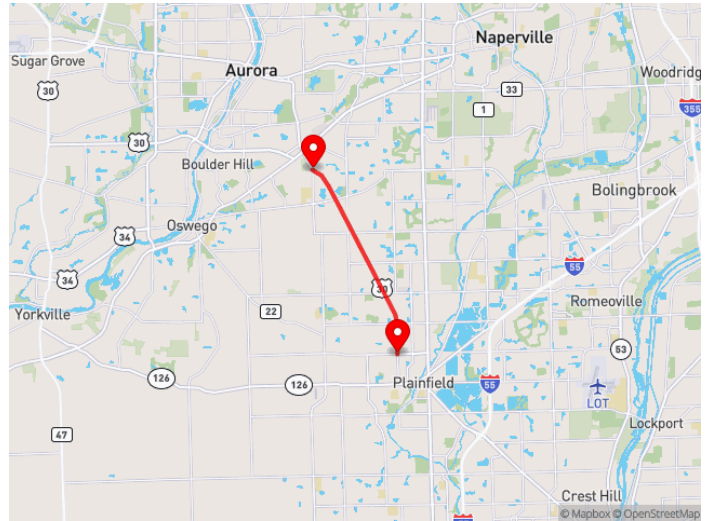 Naperville
Sugar Grove
Aurora
Woodridg
30
33
1
355
30
Boulder Hill
Bolingbrook
Oswego
34
34
55
30
Yorkville
22
Romeoville
53
126
126
Plainfield
55
LOT
47
Lockport
Crest Hill
© Mapbox © OpenStreetMap